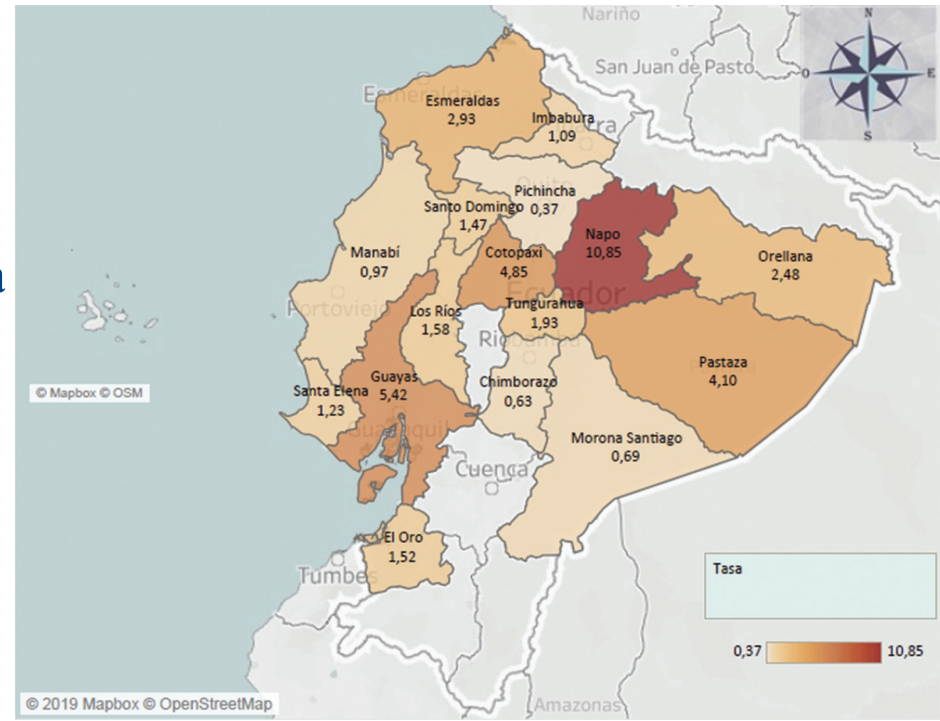 Nariño
N
San Juan de Pasto
O
E
S
Esmeraldas
Esmeraldas
2,93
Imbabura
1,09
Quito
Pichincha
0,37
Santo Domingo
1,47
Napo
10,85
Manabí
0,97
Cotopaxi
4,85
Orellana
2,48
Ecuador
Portoviejo
Los Ríos
1,58
Tungurahua
1,93
Riobamba
© Mapbox © OSM
Santa Elena
1,23
Guayas
5,42
Chimborazo
0,63
Pastaza
4,10
Guayaquil
Morona Santiago
0,69
Cuenca
El Oro
1,52
Tumbes
Tasa
0,37
10,85
© 2019 Mapbox © OpenStreetMap
Amazonas